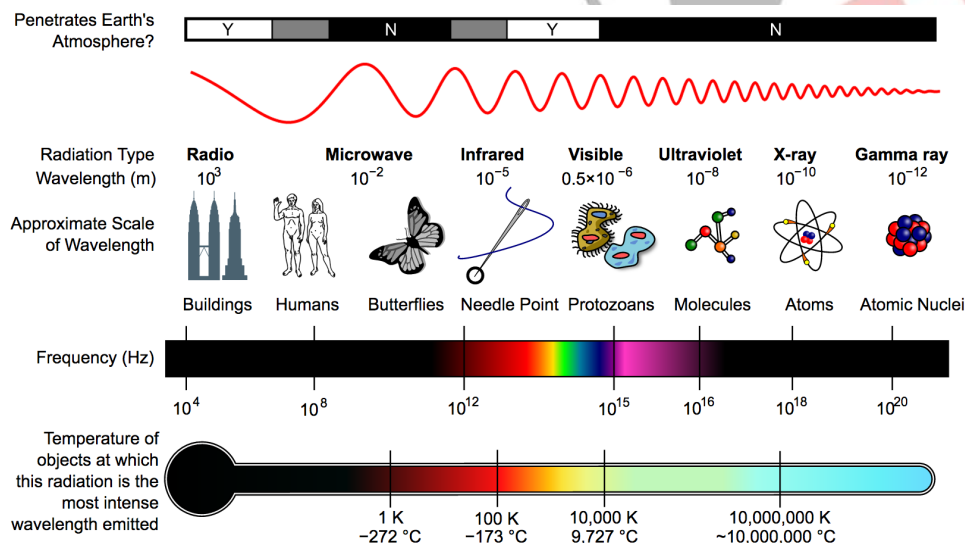 Penetrates Earth's
Atmosphere?
Y N Y N
Radiation Type
Radio Microwave Infrared Visible Ultraviolet X-ray Gamma ray
Wavelength (m)
10³ 10⁻² 10⁻⁵ 0.5×10⁻⁶ 10⁻⁸ 10⁻¹⁰ 10⁻¹²
Approximate Scale
of Wavelength
Buildings Humans Butterflies Needle Point Protozoans Molecules Atoms Atomic Nuclei
Frequency (Hz)
10⁴ 10⁸ 10¹² 10¹⁵ 10¹⁶ 10¹⁸ 10²⁰
Temperature of
objects at which
this radiation is the
most intense
wavelength emitted
1 K 100 K 10,000 K 10,000,000 K
−272 °C −173 °C 9,727 °C ~10,000,000 °C